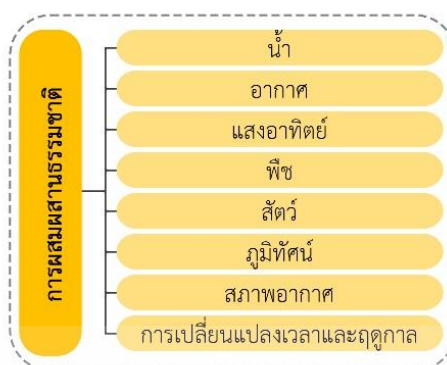 การผสมผสานธรรมชาติ
น้ำ
อากาศ
แสงอาทิตย์
พืช
สัตว์
ภูมิทัศน์
สภาพอากาศ
การเปลี่ยนแปลงเวลาและฤดูกาล